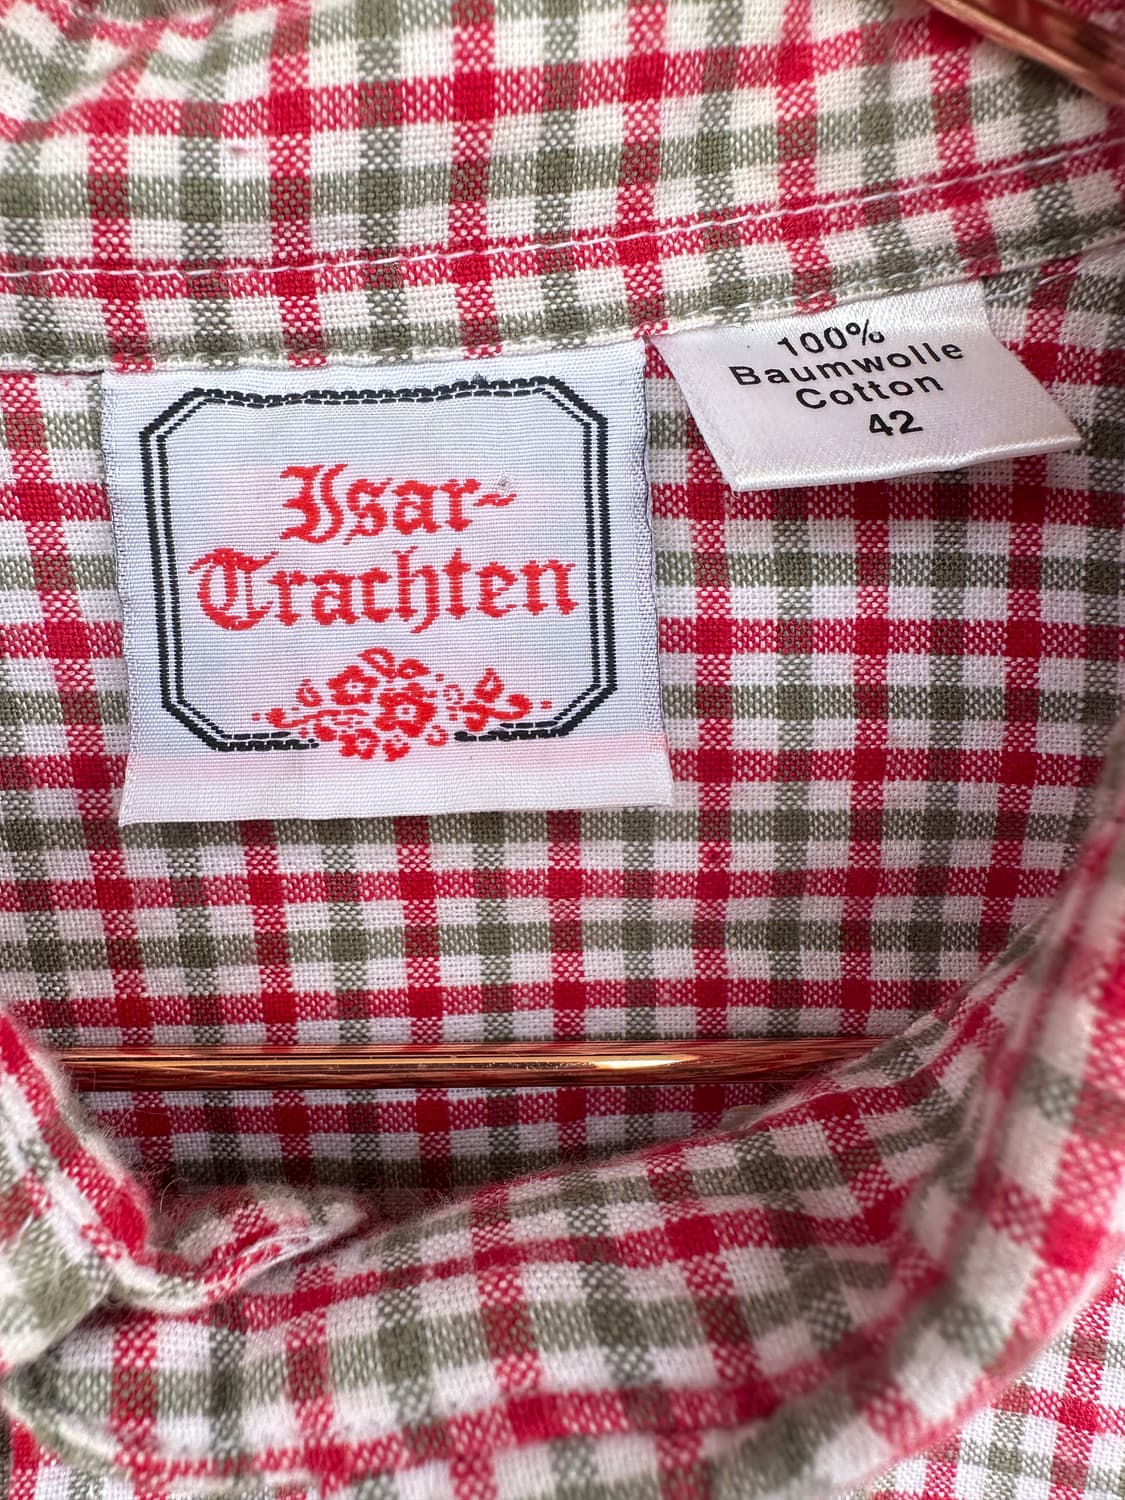 Isar-
Trachten
100%
Baumwolle
Cotton
42